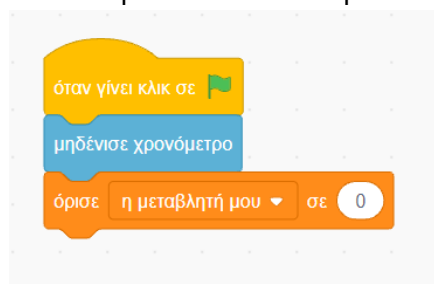 όταν γίνει κλικ σε
μηδένισε χρονόμετρο
όρισε η μεταβλητή μου σε 0